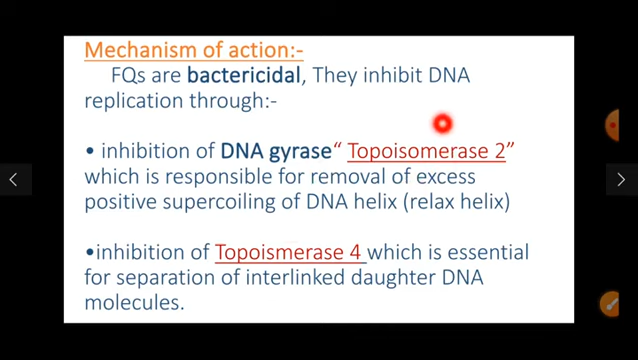 Mechanism of action:-
FQs are bactericidal, They inhibit DNA
replication through:-
• inhibition of DNA gyrase“ Topoisomerase 2”
which is responsible for removal of excess
positive supercoiling of DNA helix (relax helix)
•inhibition of Topoismerase 4 which is essential
for separation of interlinked daughter DNA
molecules.